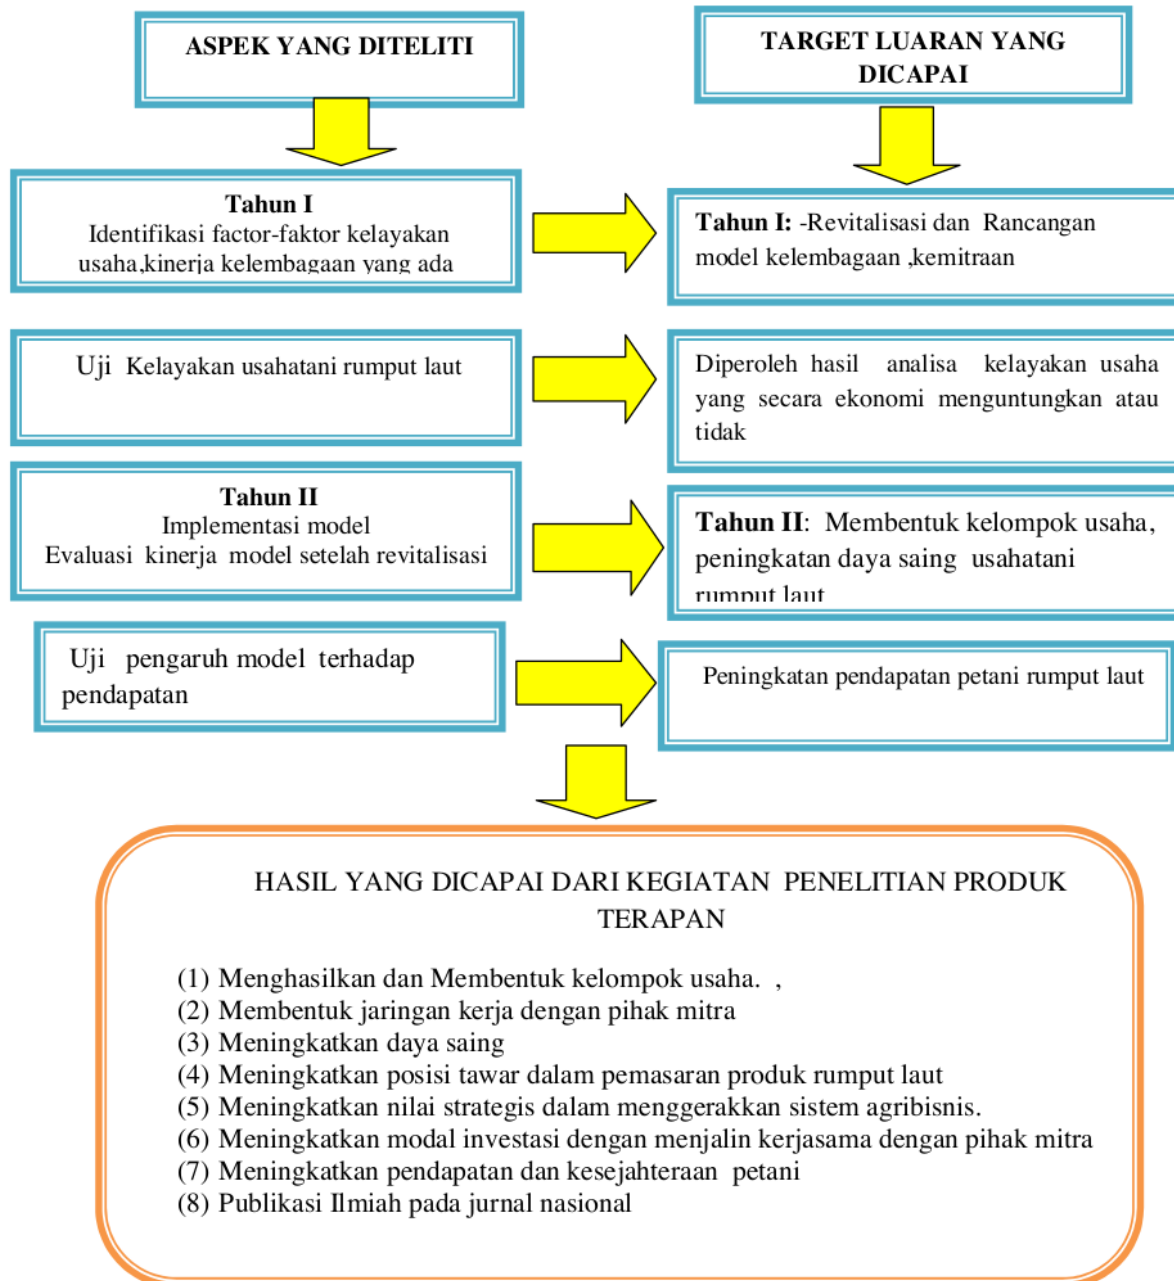 ASPEK YANG DITELITI
TARGET LUARAN YANG
DICAPAI
Tahun I
Identifikasi factor-faktor kelayakan
usaha,kinerja kelembagaan yang ada
Tahun I: -Revitalisasi dan Rancangan
model kelembagaan ,kemitraan
Uji Kelayakan usahatani rumput laut
Diperoleh hasil analisa kelayakan usaha
yang secara ekonomi menguntungkan atau
tidak
Tahun II
Implementasi model
Evaluasi kinerja model setelah revitalisasi
Tahun II: Membentuk kelompok usaha,
peningkatan daya saing usahatani
rumput laut
Uji pengaruh model terhadap
pendapatan
Peningkatan pendapatan petani rumput laut
HASIL YANG DICAPAI DARI KEGIATAN PENELITIAN PRODUK
TERAPAN
(1) Menghasilkan dan Membentuk kelompok usaha. ,
(2) Membentuk jaringan kerja dengan pihak mitra
(3) Meningkatkan daya saing
(4) Meningkatkan posisi tawar dalam pemasaran produk rumput laut
(5) Meningkatkan nilai strategis dalam menggerakkan sistem agribisnis.
(6) Meningkatkan modal investasi dengan menjalin kerjasama dengan pihak mitra
(7) Meningkatkan pendapatan dan kesejahteraan petani
(8) Publikasi Ilmiah pada jurnal nasional